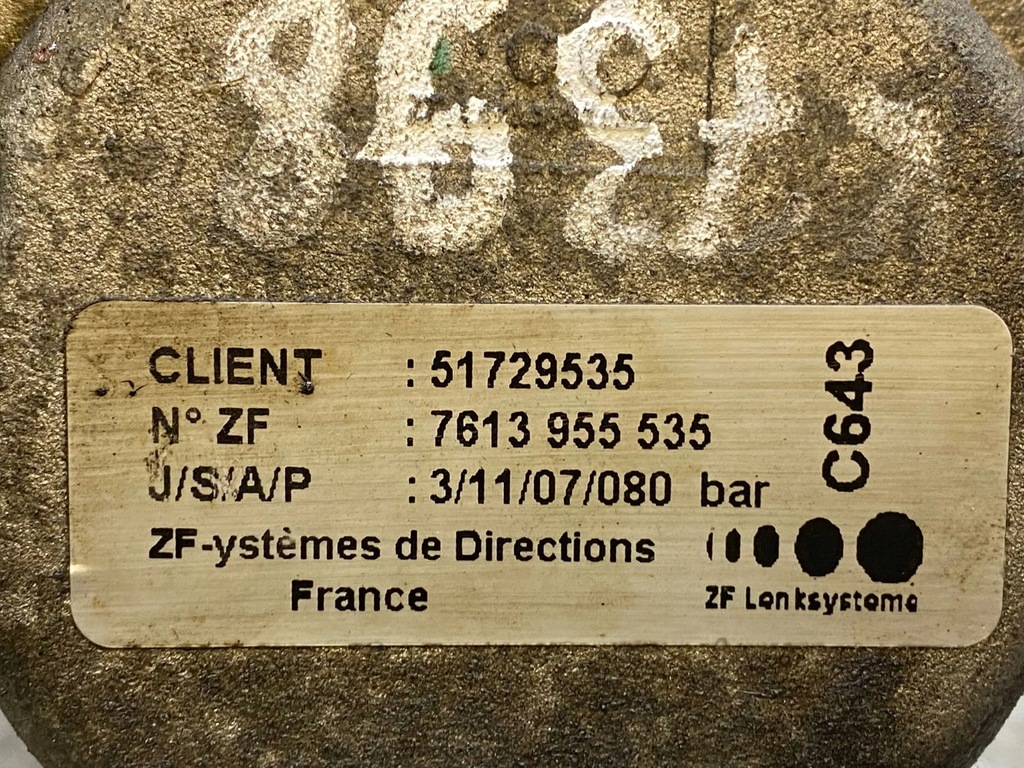 CLIENT : 51729535
N° ZF : 7613 955 535
J/S/A/P : 3/11/07/080 bar
C643
ZF-ystèmes de Directions
France
ZF Lenksysteme